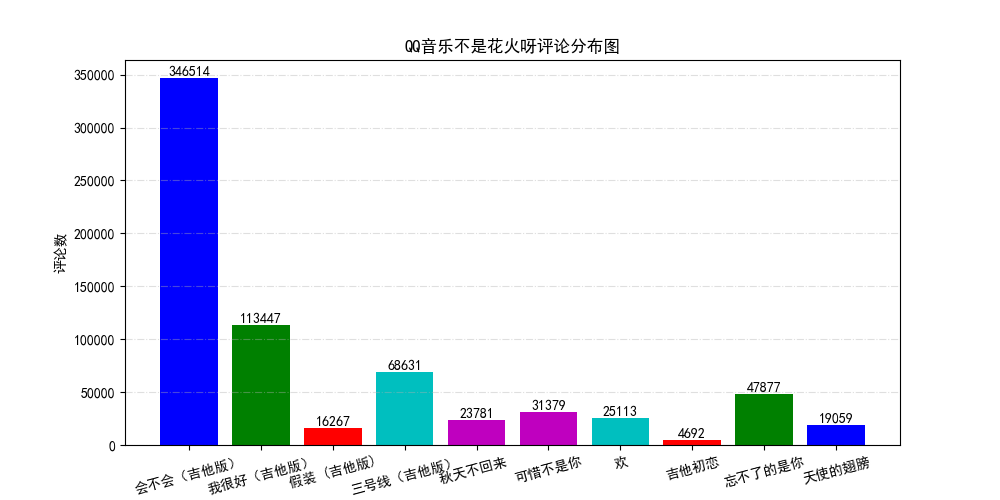 QQ音乐不是花火呀评论分布图
评论数
350000
300000
250000
200000
150000
100000
50000
0
346514
113447
16267
68631
23781
31379
25113
4692
47877
19059
会不会（吉他版）
我很好（吉他版）
假装（吉他版）
三号线（吉他版）
秋天不回来
可惜不是你
欢
吉他初恋
忘不了的是你
天使的翅膀